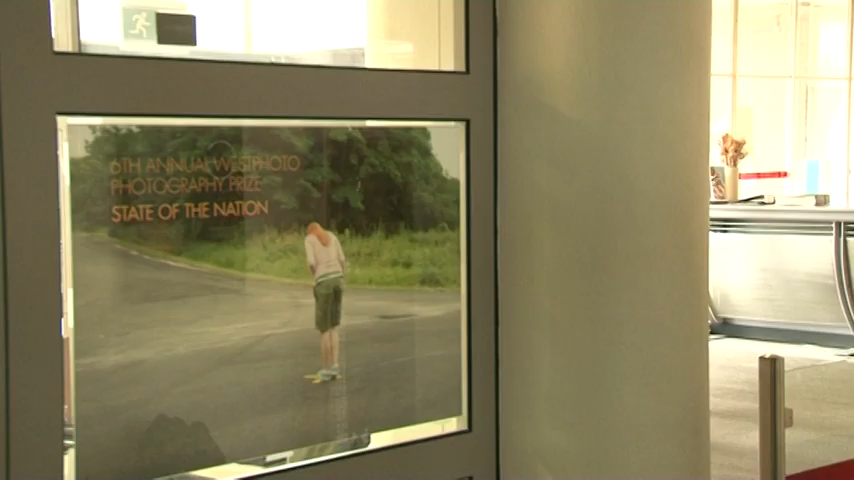 6TH ANNUAL WESTPHOTO
PHOTOGRAPHY PRIZE
STATE OF THE NATION